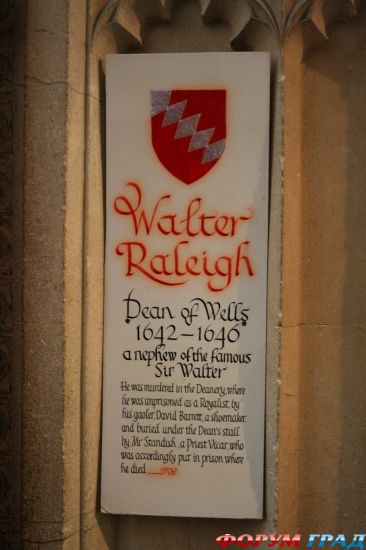 Walter
Raleigh
Dean of Wells
1642-1646
a nephew of the famous
Sir Walter
He was murdered in the Deanery, where
he was imprisoned as a Royalist, by
his gaoler, David Barrett, a shoemaker
and buried under the Dean's stall
by Mr Standish, a Priest Vicar, who
was accordingly put in prison where
he died
ФОРУМ ГРАД